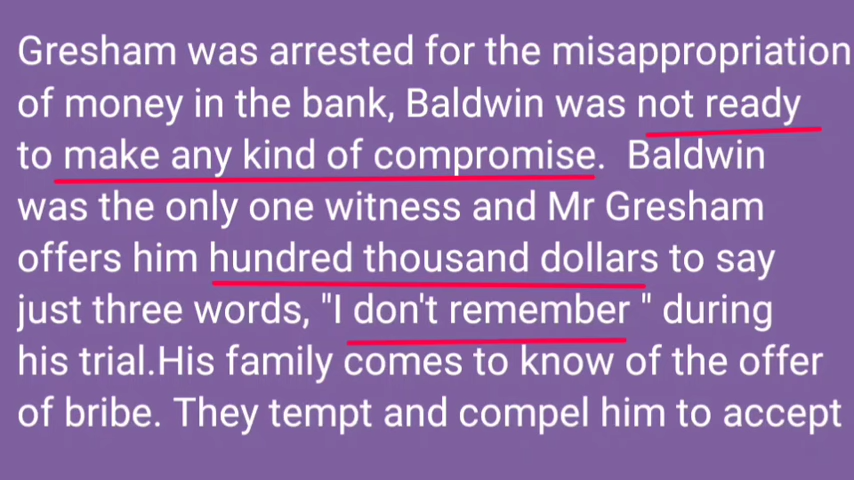 Gresham was arrested for the misappropriation
of money in the bank, Baldwin was not ready
to make any kind of compromise.  Baldwin
was the only one witness and Mr Gresham
offers him hundred thousand dollars to say
just three words, "I don't remember " during
his trial.His family comes to know of the offer
of bribe. They tempt and compel him to accept